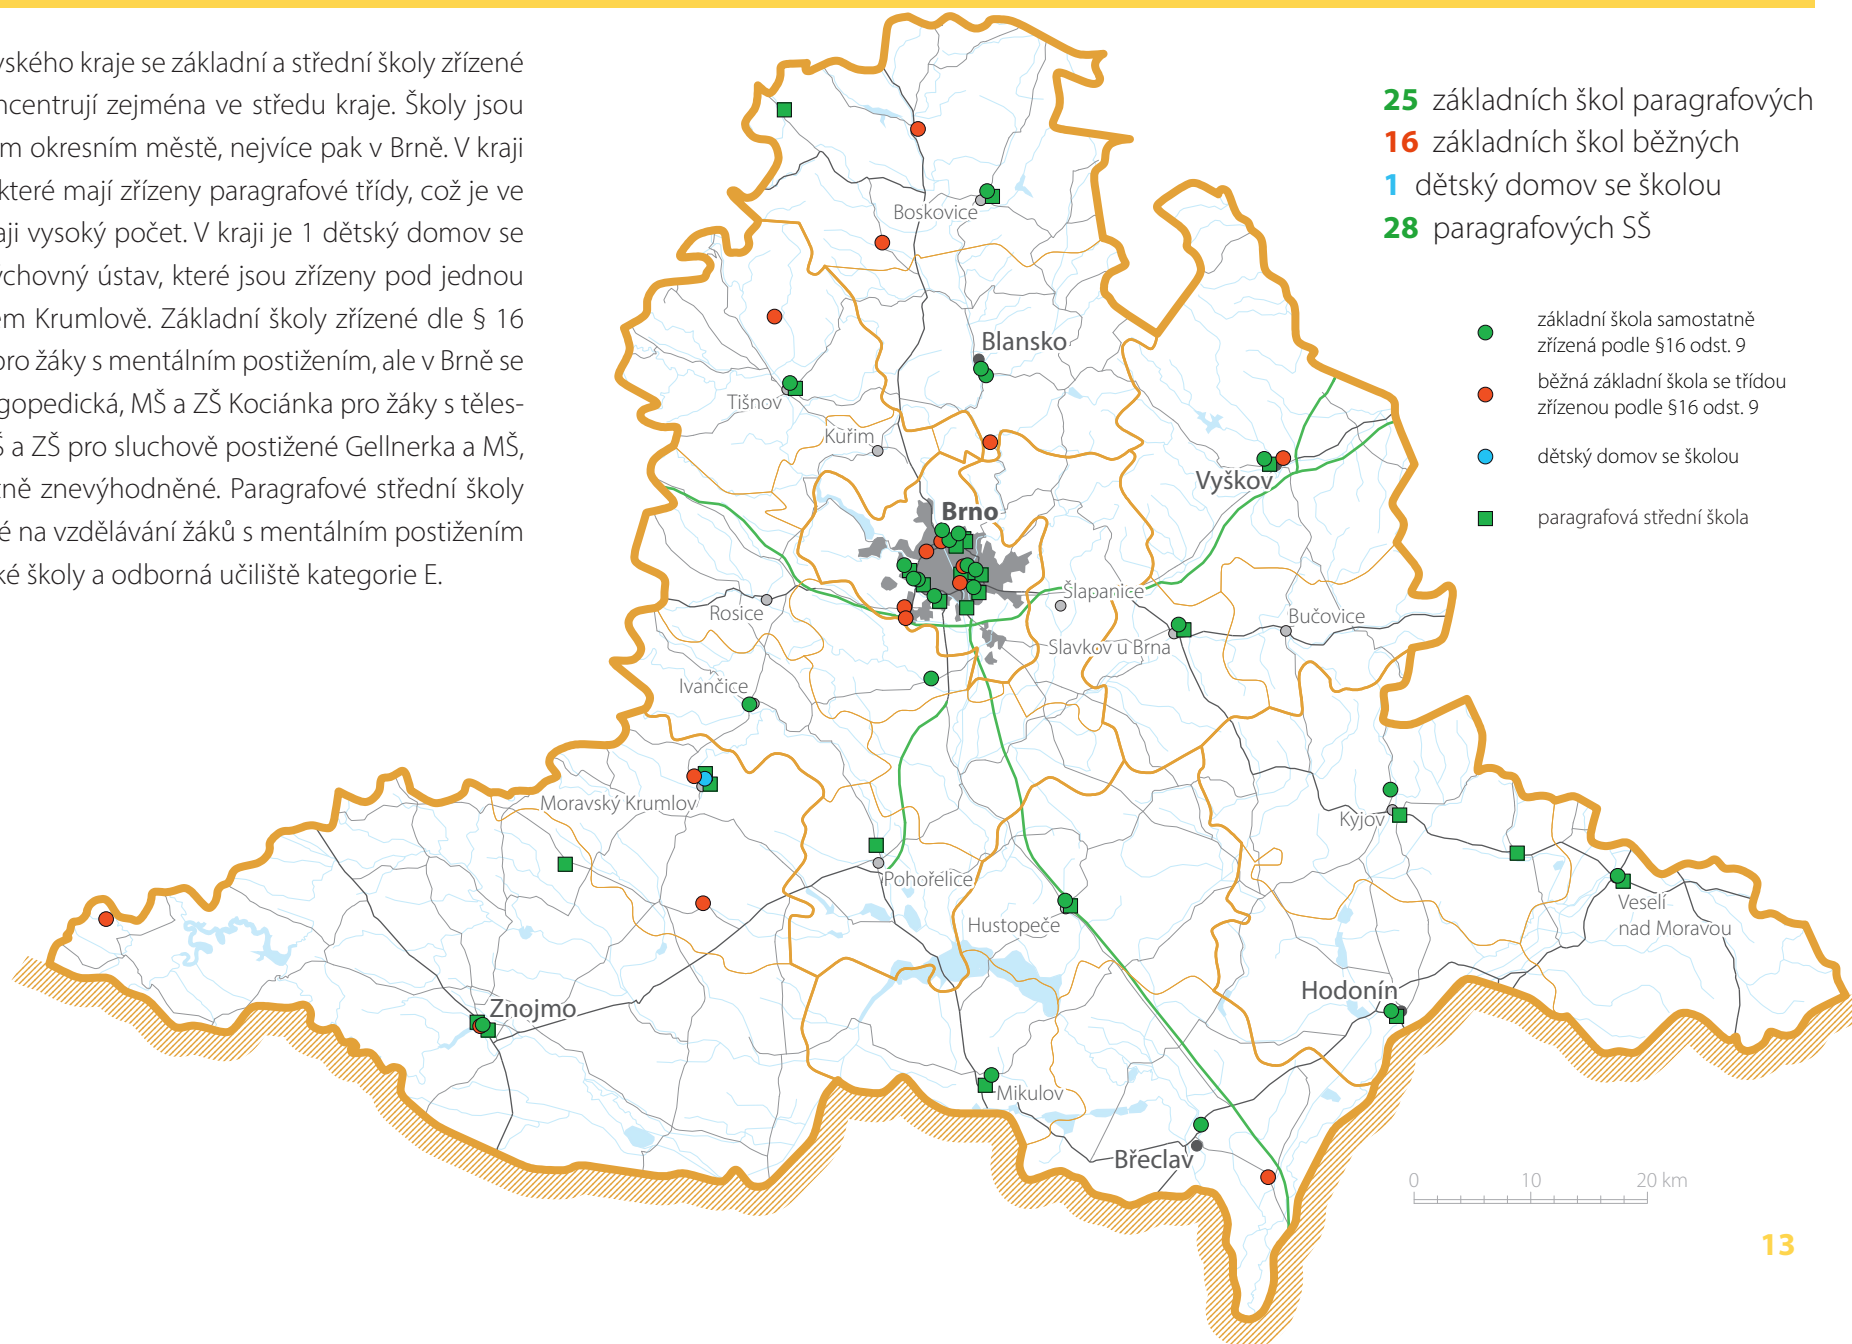 vského kraje se základní a střední školy zřízené
ncentrují zejména ve středu kraje. Školy jsou
m okresním městě, nejvíce pak v Brně. V kraji
které mají zřízeny paragrafové třídy, což je ve
aji vysoký počet. V kraji je 1 dětský domov se
ychovný ústav, které jsou zřízeny pod jednou
m Krumlově. Základní školy zřízené dle § 16
pro žáky s mentálním postižením, ale v Brně se
gopedická, MŠ a ZŠ Kociánka pro žáky s těles-
Š a ZŠ pro sluchově postižené Gellnerka a MŠ,
tně znevýhodněné. Paragrafové střední školy
é na vzdělávání žáků s mentálním postižením
ké školy a odborná učiliště kategorie E.
25 základních škol paragrafových
16 základních škol běžných
1 dětský domov se školou
28 paragrafových SŠ
základní škola samostatně
zřízená podle §16 odst. 9
běžná základní škola se třídou
zřízenou podle §16 odst. 9
dětský domov se školou
paragrafová střední škola
Boskovice
Blansko
Tišnov
Kuřim
Vyškov
Brno
Šlapanice
Rosice
Bučovice
Slavkov u Brna
Ivančice
Moravský Krumlov
Kyjov
Pohořelice
Hustopeče
Veselí
nad Moravou
Hodonín
Znojmo
Mikulov
Břeclav
0 10 20 km
13